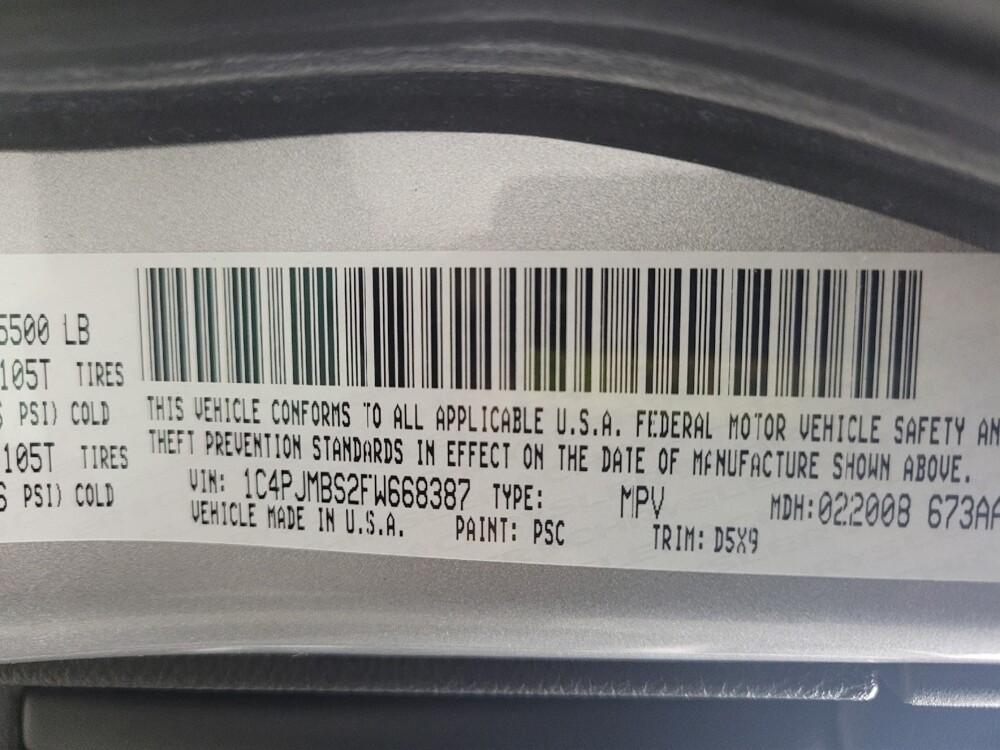 5500 LB
105T TIRES
PSI) COLD
105T TIRES
PSI) COLD
THIS VEHICLE CONFORMS TO ALL APPLICABLE U.S.A. FEDERAL MOTOR VEHICLE SAFETY AN
THEFT PREVENTION STANDARDS IN EFFECT ON THE DATE OF MANUFACTURE SHOWN ABOVE.
VIN: 1C4PJMBS2FW668387 TYPE: MPV MDH:022008 673AA
VEHICLE MADE IN U.S.A. PAINT: PSC TRIM: D5X9